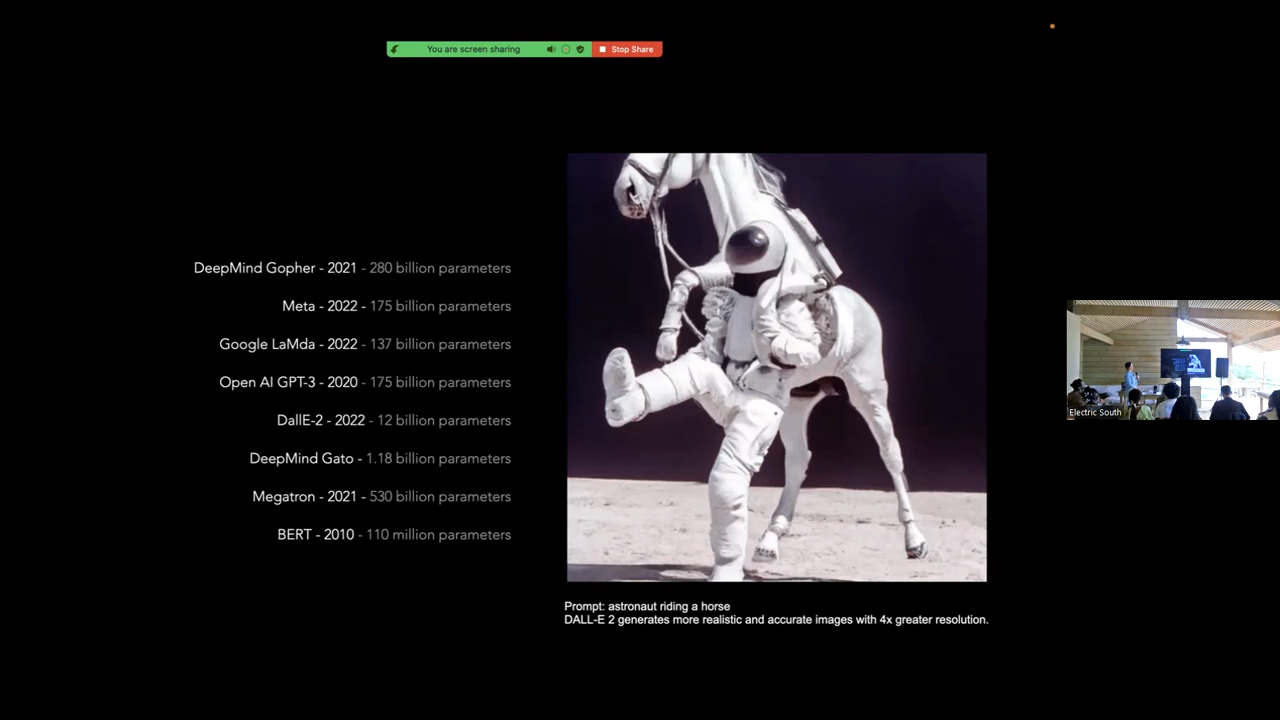 You are screen sharing
Stop Share
DeepMind Gopher - 2021 - 280 billion parameters
Meta - 2022 - 175 billion parameters
Google LaMda - 2022 - 137 billion parameters
Open AI GPT-3 - 2020 - 175 billion parameters
DallE-2 - 2022 - 12 billion parameters
DeepMind Gato - 1.18 billion parameters
Megatron - 2021 - 530 billion parameters
BERT - 2010 - 110 million parameters
Prompt: astronaut riding a horse
DALL-E 2 generates more realistic and accurate images with 4x greater resolution.
Electric South